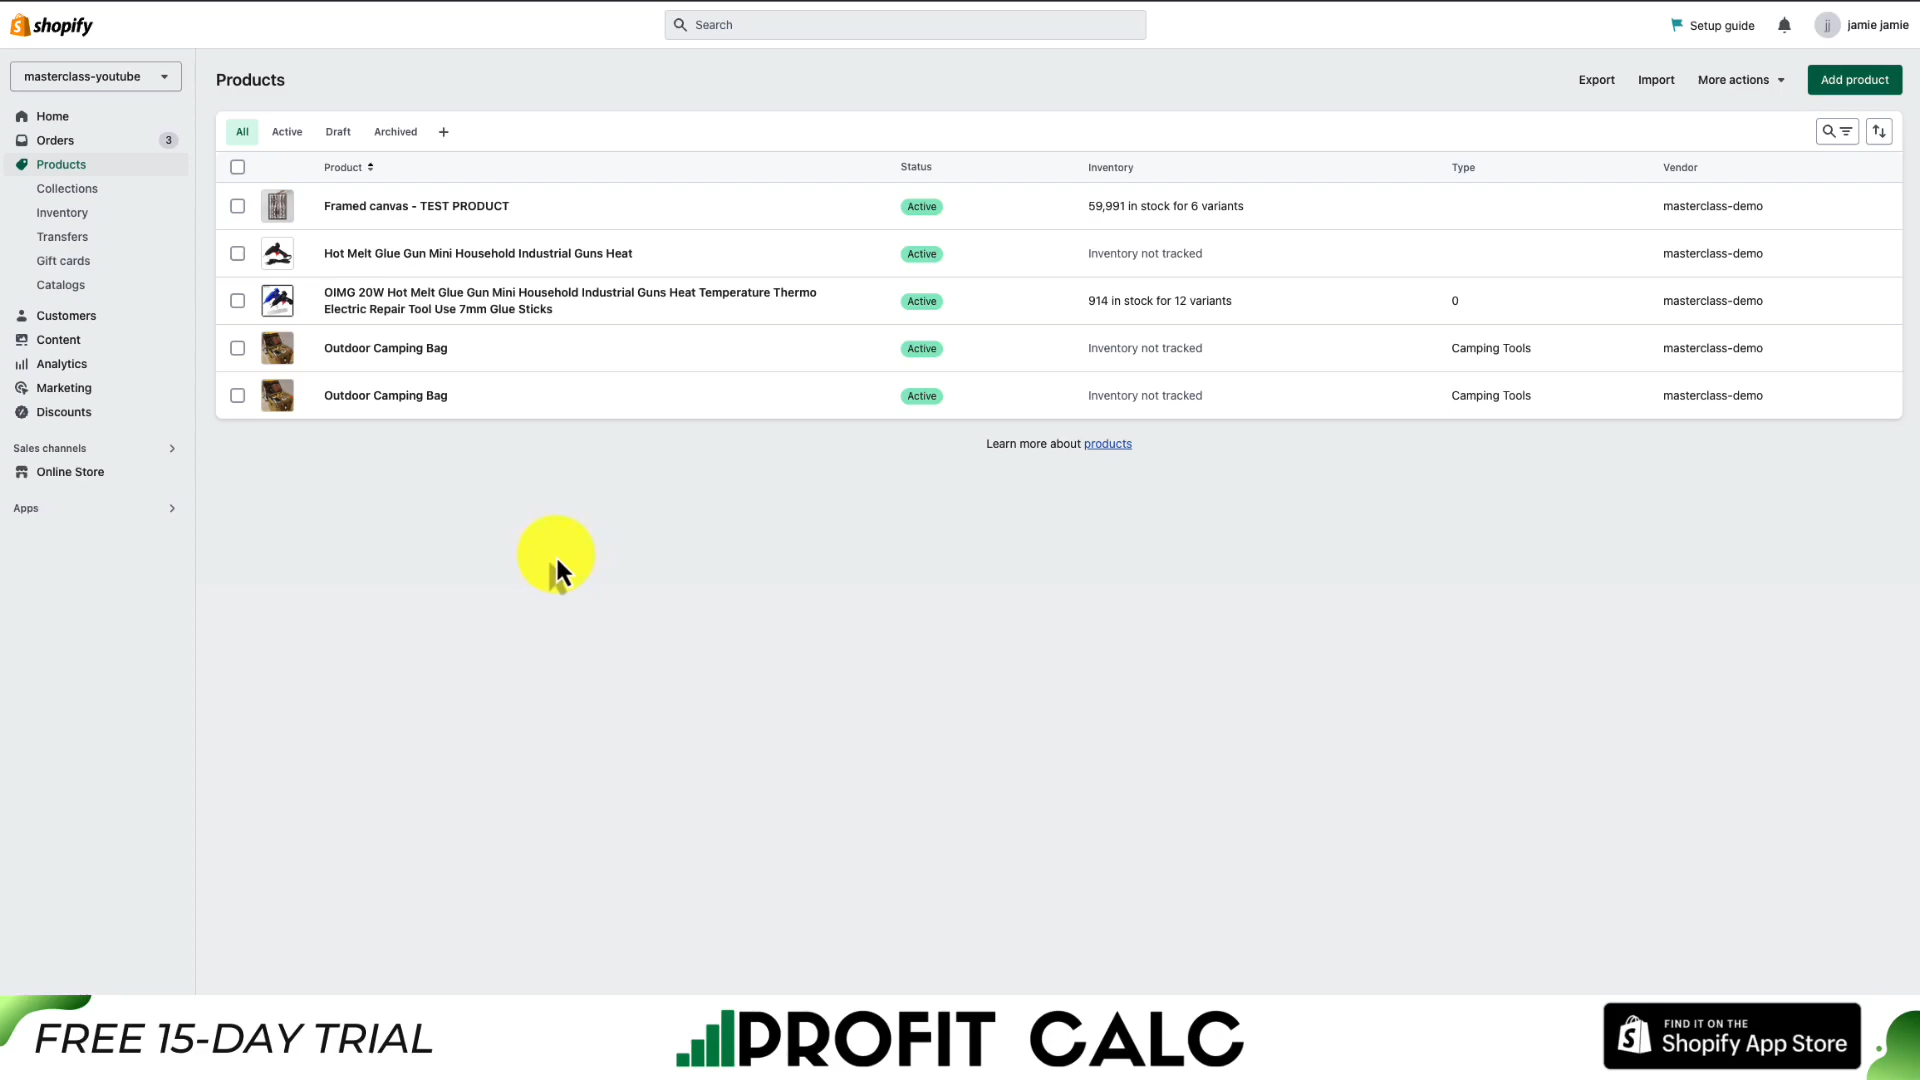 shopify
Search
Setup guide
jj
jamie jamie
masterclass-youtube
Home
Orders
3
Products
Collections
Inventory
Transfers
Gift cards
Catalogs
Customers
Content
Analytics
Marketing
Discounts
Sales channels
Online Store
Apps
Products
Export
Import
More actions
Add product
All
Active
Draft
Archived
Product
Status
Inventory
Type
Vendor
Framed canvas - TEST PRODUCT
Active
59,991 in stock for 6 variants
masterclass-demo
Hot Melt Glue Gun Mini Household Industrial Guns Heat
Active
Inventory not tracked
masterclass-demo
OIMG 20W Hot Melt Glue Gun Mini Household Industrial Guns Heat Temperature Thermo
Electric Repair Tool Use 7mm Glue Sticks
Active
914 in stock for 12 variants
0
masterclass-demo
Outdoor Camping Bag
Active
Inventory not tracked
Camping Tools
masterclass-demo
Outdoor Camping Bag
Active
Inventory not tracked
Camping Tools
masterclass-demo
Learn more about products
FREE 15-DAY TRIAL
PROFIT CALC
FIND IT ON THE
Shopify App Store